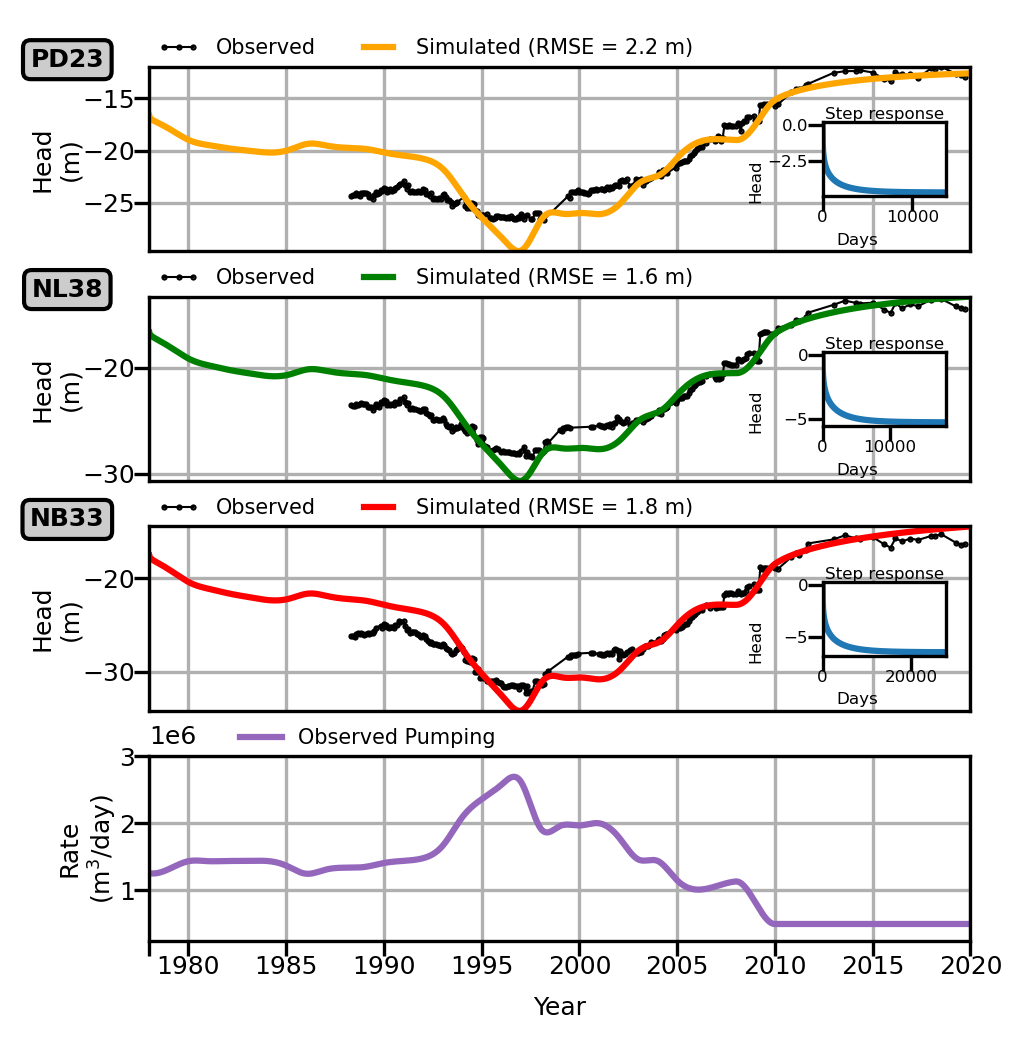 PD23
Observed
Simulated (RMSE = 2.2 m)
−15
−20
−25
Head
(m)
Step response
0.0
−2.5
Head
0
10000
Days
NL38
Observed
Simulated (RMSE = 1.6 m)
−20
−30
Head
(m)
Step response
0
−5
Head
0
10000
Days
NB33
Observed
Simulated (RMSE = 1.8 m)
−20
−30
Head
(m)
Step response
0
−5
Head
0
20000
Days
1e6
Observed Pumping
3
2
1
Rate
(m³/day)
1980 1985 1990 1995 2000 2005 2010 2015 2020
Year